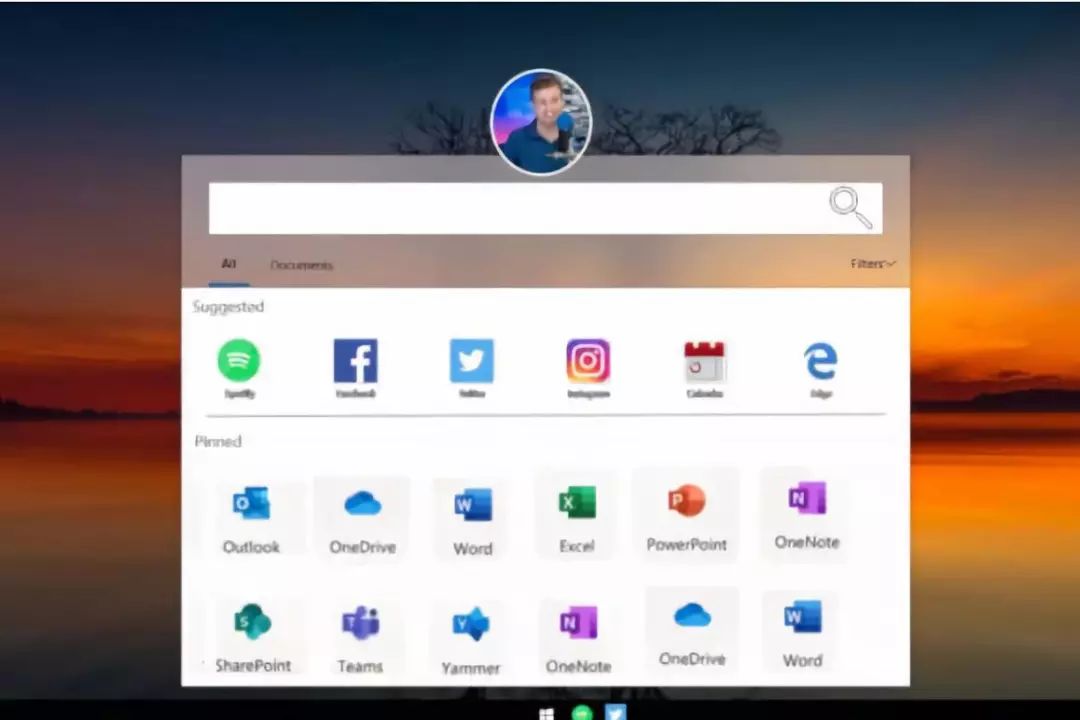 All Documents Filters
Suggested
Spotify Facebook Twitter Instagram Calendar Edge
Pinned
Outlook OneDrive Word Excel PowerPoint OneNote
SharePoint Teams Yammer OneNote OneDrive Word